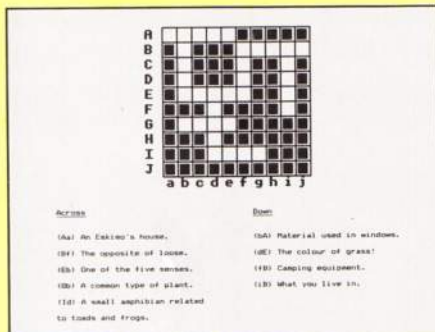 A
B
C
D
E
F
G
H
I
J
a b c d e f g h i j
Across
Down
(Aa) An Eskimo's house.
(bA) Material used in windows.
(Bf) The opposite of loose.
(dE) The colour of grass!
(Eb) One of the five senses.
(fB) Camping equipment.
(Gb) A common type of plant.
(iB) What you live in.
(Id) A small amphibian related
to toads and frogs.